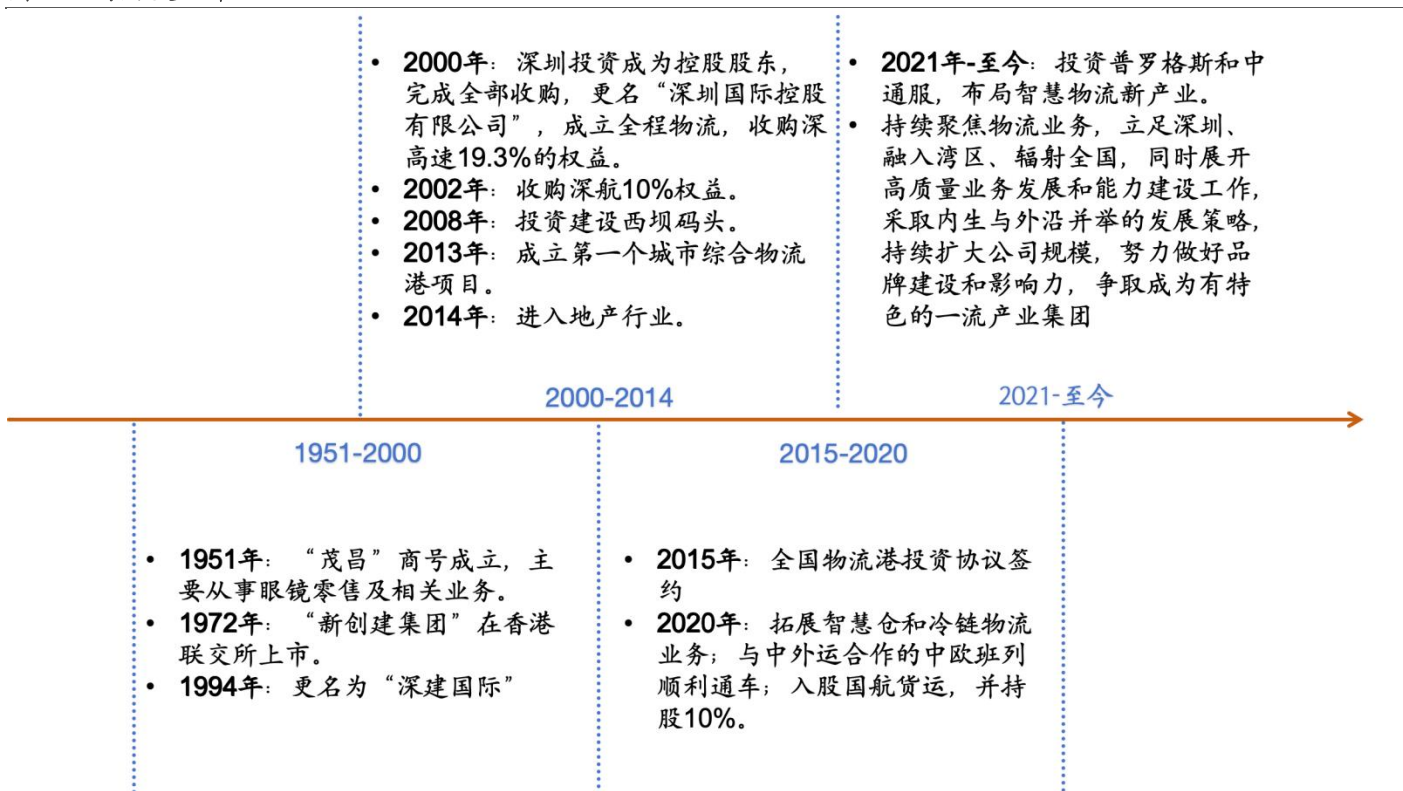 • 2000年：深圳投资成为控股股东，
完成全部收购，更名“深圳国际控股
有限公司”，成立全程物流，收购深
高速19.3%的权益。
• 2002年：收购深航10%权益。
• 2008年：投资建设西坝码头。
• 2013年：成立第一个城市综合物流
港项目。
• 2014年：进入地产行业。
• 2021年-至今：投资普罗格斯和中
通服，布局智慧物流新产业。
• 持续聚焦物流业务，立足深圳、
融入湾区、辐射全国，同时展开
高质量业务发展和能力建设工作，
采取内生与外沿并举的发展策略，
持续扩大公司规模，努力做好品
牌建设和影响力，争取成为有特
色的一流产业集团
2000-2014
2021-至今
1951-2000
2015-2020
• 1951年：“茂昌”商号成立，主
要从事眼镜零售及相关业务。
• 1972年：“新创建集团”在香港
联交所上市。
• 1994年：更名为“深建国际”
• 2015年：全国物流港投资协议签
约
• 2020年：拓展智慧仓和冷链物流
业务；与中外运合作的中欧班列
顺利通车；入股国航货运，并持
股10%。